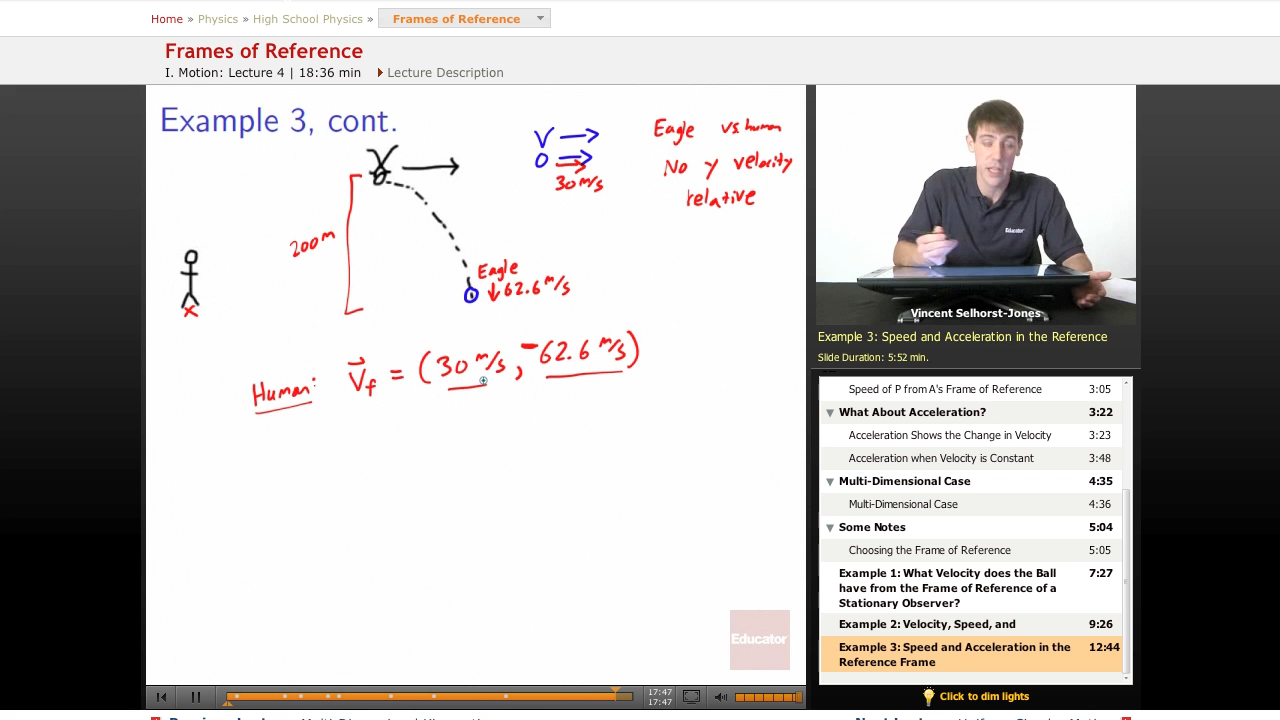 Home » Physics » High School Physics » Frames of Reference
Frames of Reference
I. Motion: Lecture 4 | 18:36 min Lecture Description
Example 3, cont.
V
O
30 m/s
Eagle vs human
No y velocity
relative
200m
Eagle
↓62.6 m/s
Human: Vf = (30 m/s, -62.6 m/s)
Educator
Educator
Vincent Selhorst-Jones
Example 3: Speed and Acceleration in the Reference
Slide Duration: 5:52 min.
Speed of P from A's Frame of Reference 3:05
What About Acceleration? 3:22
Acceleration Shows the Change in Velocity 3:23
Acceleration when Velocity is Constant 3:48
Multi-Dimensional Case 4:35
Multi-Dimensional Case 4:36
Some Notes 5:04
Choosing the Frame of Reference 5:05
Example 1: What Velocity does the Ball 7:27
have from the Frame of Reference of a
Stationary Observer?
Example 2: Velocity, Speed, and 9:26
Example 3: Speed and Acceleration in the 12:44
Reference Frame
17:47
17:47
Click to dim lights